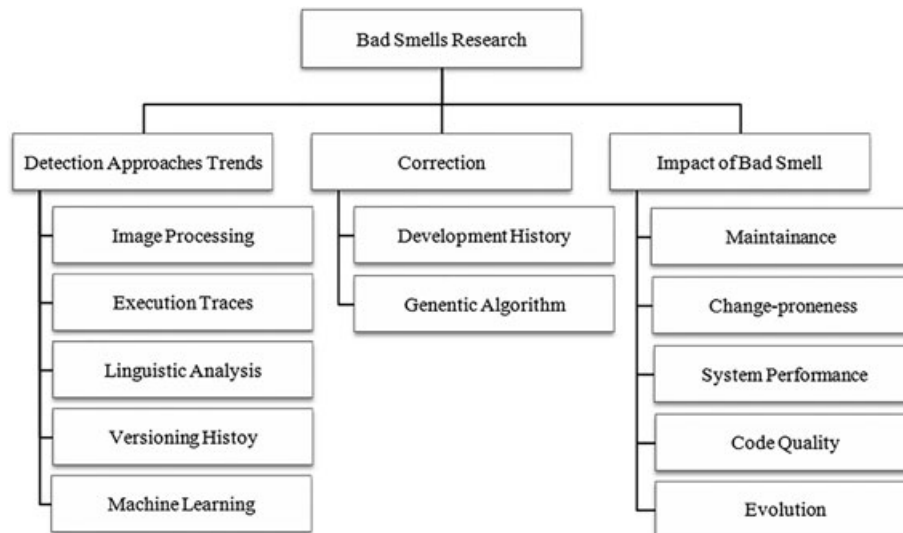 Bad Smells Research
Detection Approaches Trends
Image Processing
Execution Traces
Linguistic Analysis
Versioning Histoy
Machine Learning
Correction
Development History
Genentic Algorithm
Impact of Bad Smell
Maintainance
Change-proneness
System Performance
Code Quality
Evolution